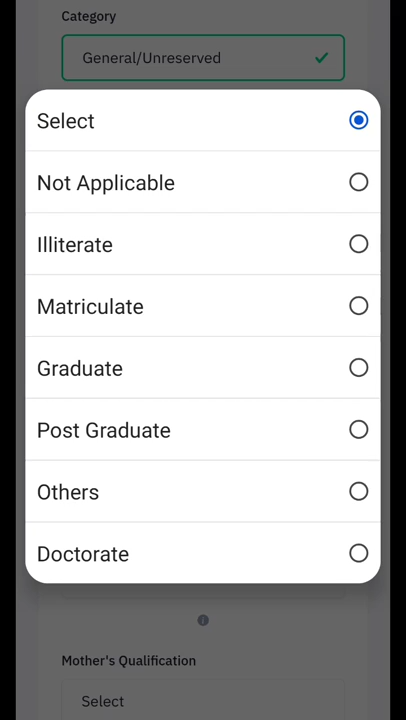 Category
General/Unreserved
Select
Not Applicable
Illiterate
Matriculate
Graduate
Post Graduate
Others
Doctorate
i
Mother's Qualification
Select